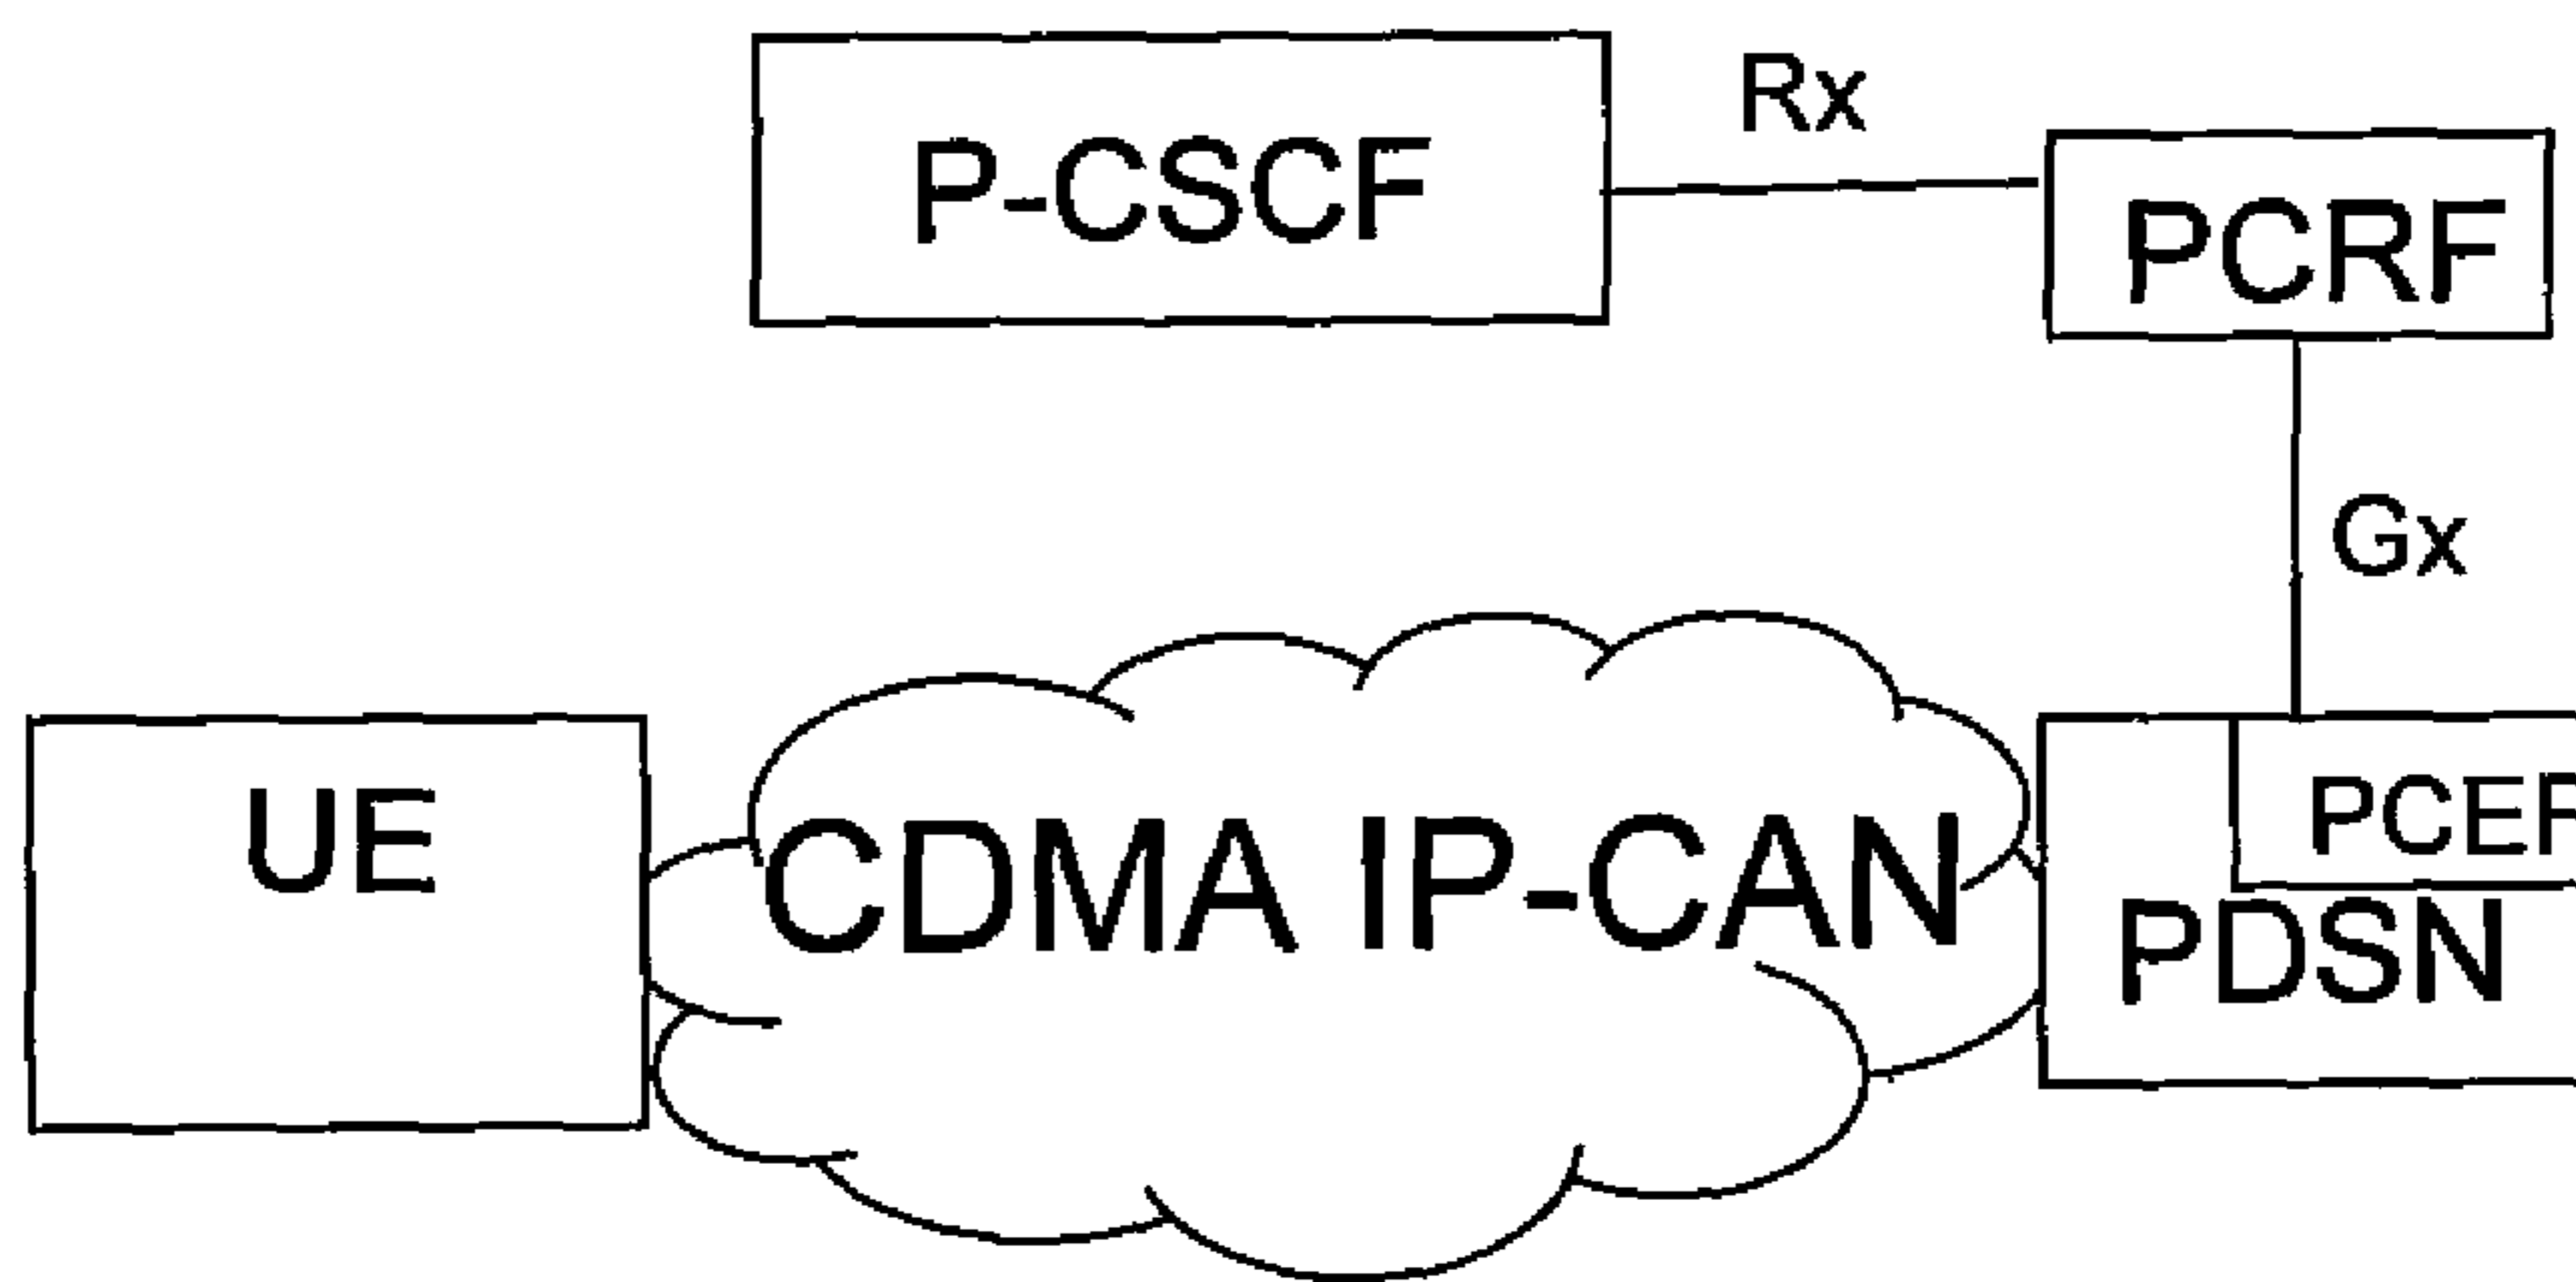 Rx
P-CSCF
PCRF
Gx
UE
CDMA IP-CAN
PDSN